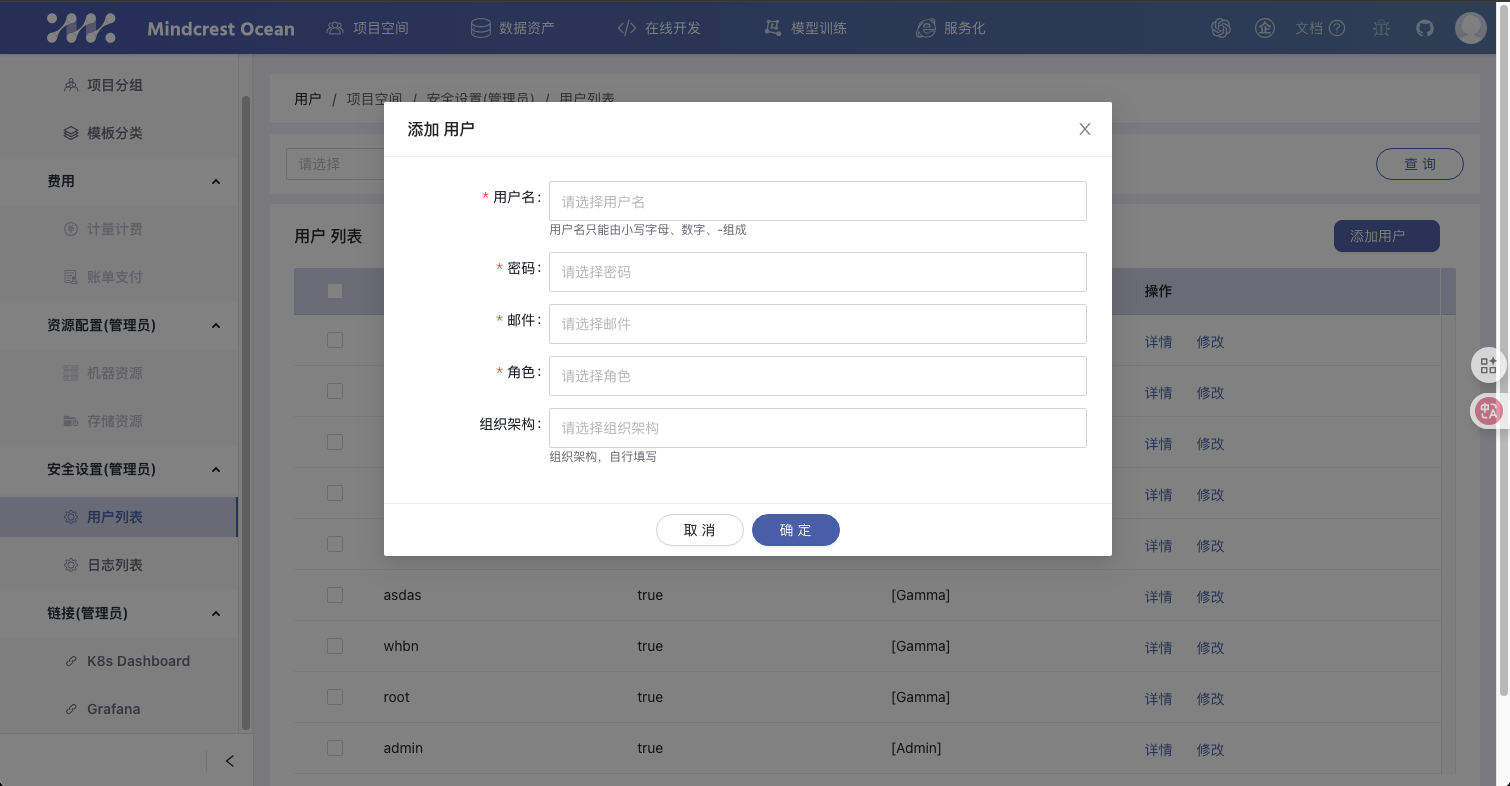 Mindcrest Ocean 项目空间 数据资产 在线开发 模型训练 服务化 企 文档
项目分组
模板分类
费用
计量计费
账单支付
资源配置(管理员)
机器资源
存储资源
安全设置(管理员)
用户列表
日志列表
链接(管理员)
K8s Dashboard
Grafana
用户 / 项目空间 / 安全设置(管理员) / 用户列表
请选择
查 询
用户 列表
添加用户
操作
详情 修改
详情 修改
详情 修改
详情 修改
详情 修改
asdas true [Gamma] 详情 修改
whbn true [Gamma] 详情 修改
root true [Gamma] 详情 修改
admin true [Admin] 详情 修改
添加 用户
* 用户名: 请选择用户名
用户名只能由小写字母、数字、-组成
* 密码: 请选择密码
* 邮件: 请选择邮件
* 角色: 请选择角色
组织架构: 请选择组织架构
组织架构，自行填写
取 消 确 定